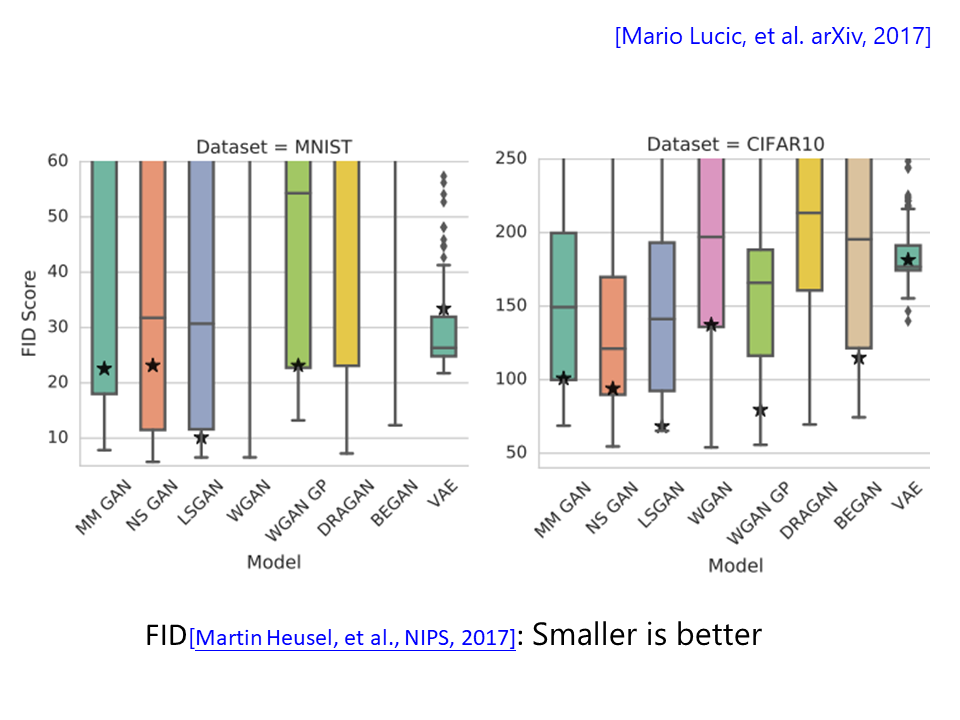 [Mario Lucic, et al. arXiv, 2017]
Dataset = MNIST
FID Score
60
50
40
30
20
10
MM GAN
NS GAN
LSGAN
WGAN
WGAN GP
DRAGAN
BEGAN
VAE
Model
Dataset = CIFAR10
250
200
150
100
50
MM GAN
NS GAN
LSGAN
WGAN
WGAN GP
DRAGAN
BEGAN
VAE
Model
FID[Martin Heusel, et al., NIPS, 2017]: Smaller is better